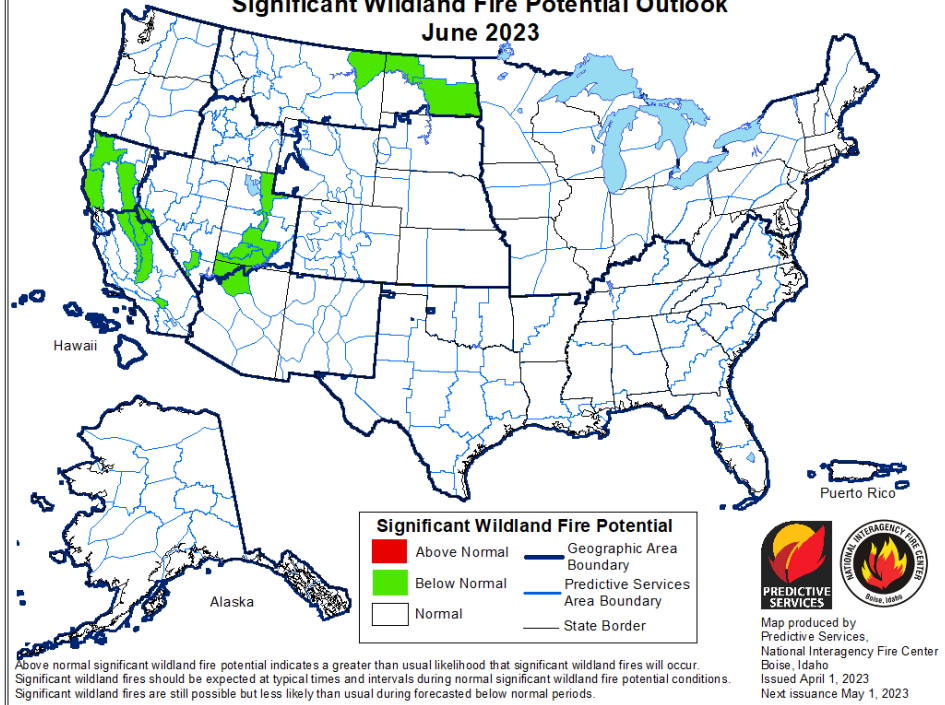 Significant Wildland Fire Potential Outlook
June 2023
Hawaii
Alaska
Puerto Rico
Significant Wildland Fire Potential
Above Normal
Below Normal
Normal
Geographic Area
Boundary
Predictive Services
Area Boundary
State Border
PREDICTIVE
SERVICES
NATIONAL INTERAGENCY FIRE CENTER
Boise, Idaho
Map produced by
Predictive Services,
National Interagency Fire Center
Boise, Idaho
Issued April 1, 2023
Next issuance May 1, 2023
Above normal significant wildland fire potential indicates a greater than usual likelihood that significant wildland fires will occur.
Significant wildland fires should be expected at typical times and intervals during normal significant wildland fire potential conditions.
Significant wildland fires are still possible but less likely than usual during forecasted below normal periods.